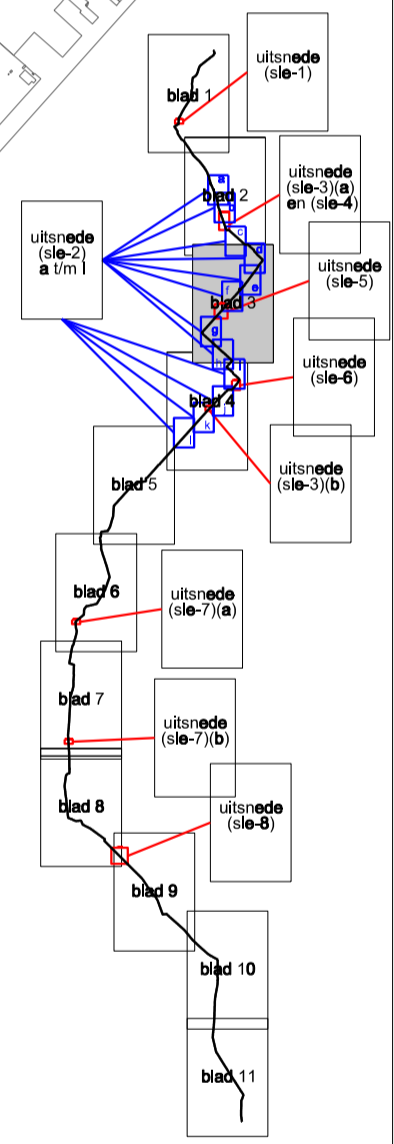 uitsnede
(sle-1)
blad 1
uitsnede
(sle-3)(a)
en (sle-4)
a
blad 2
b
c
uitsnede
(sle-2)
a t/m l
d
uitsnede
(sle-5)
e
f
blad 3
g
h
i
uitsnede
(sle-6)
blad 4
j
k
l
uitsnede
(sle-3)(b)
blad 5
blad 6
uitsnede
(sle-7)(a)
blad 7
uitsnede
(sle-7)(b)
blad 8
uitsnede
(sle-8)
blad 9
blad 10
blad 11